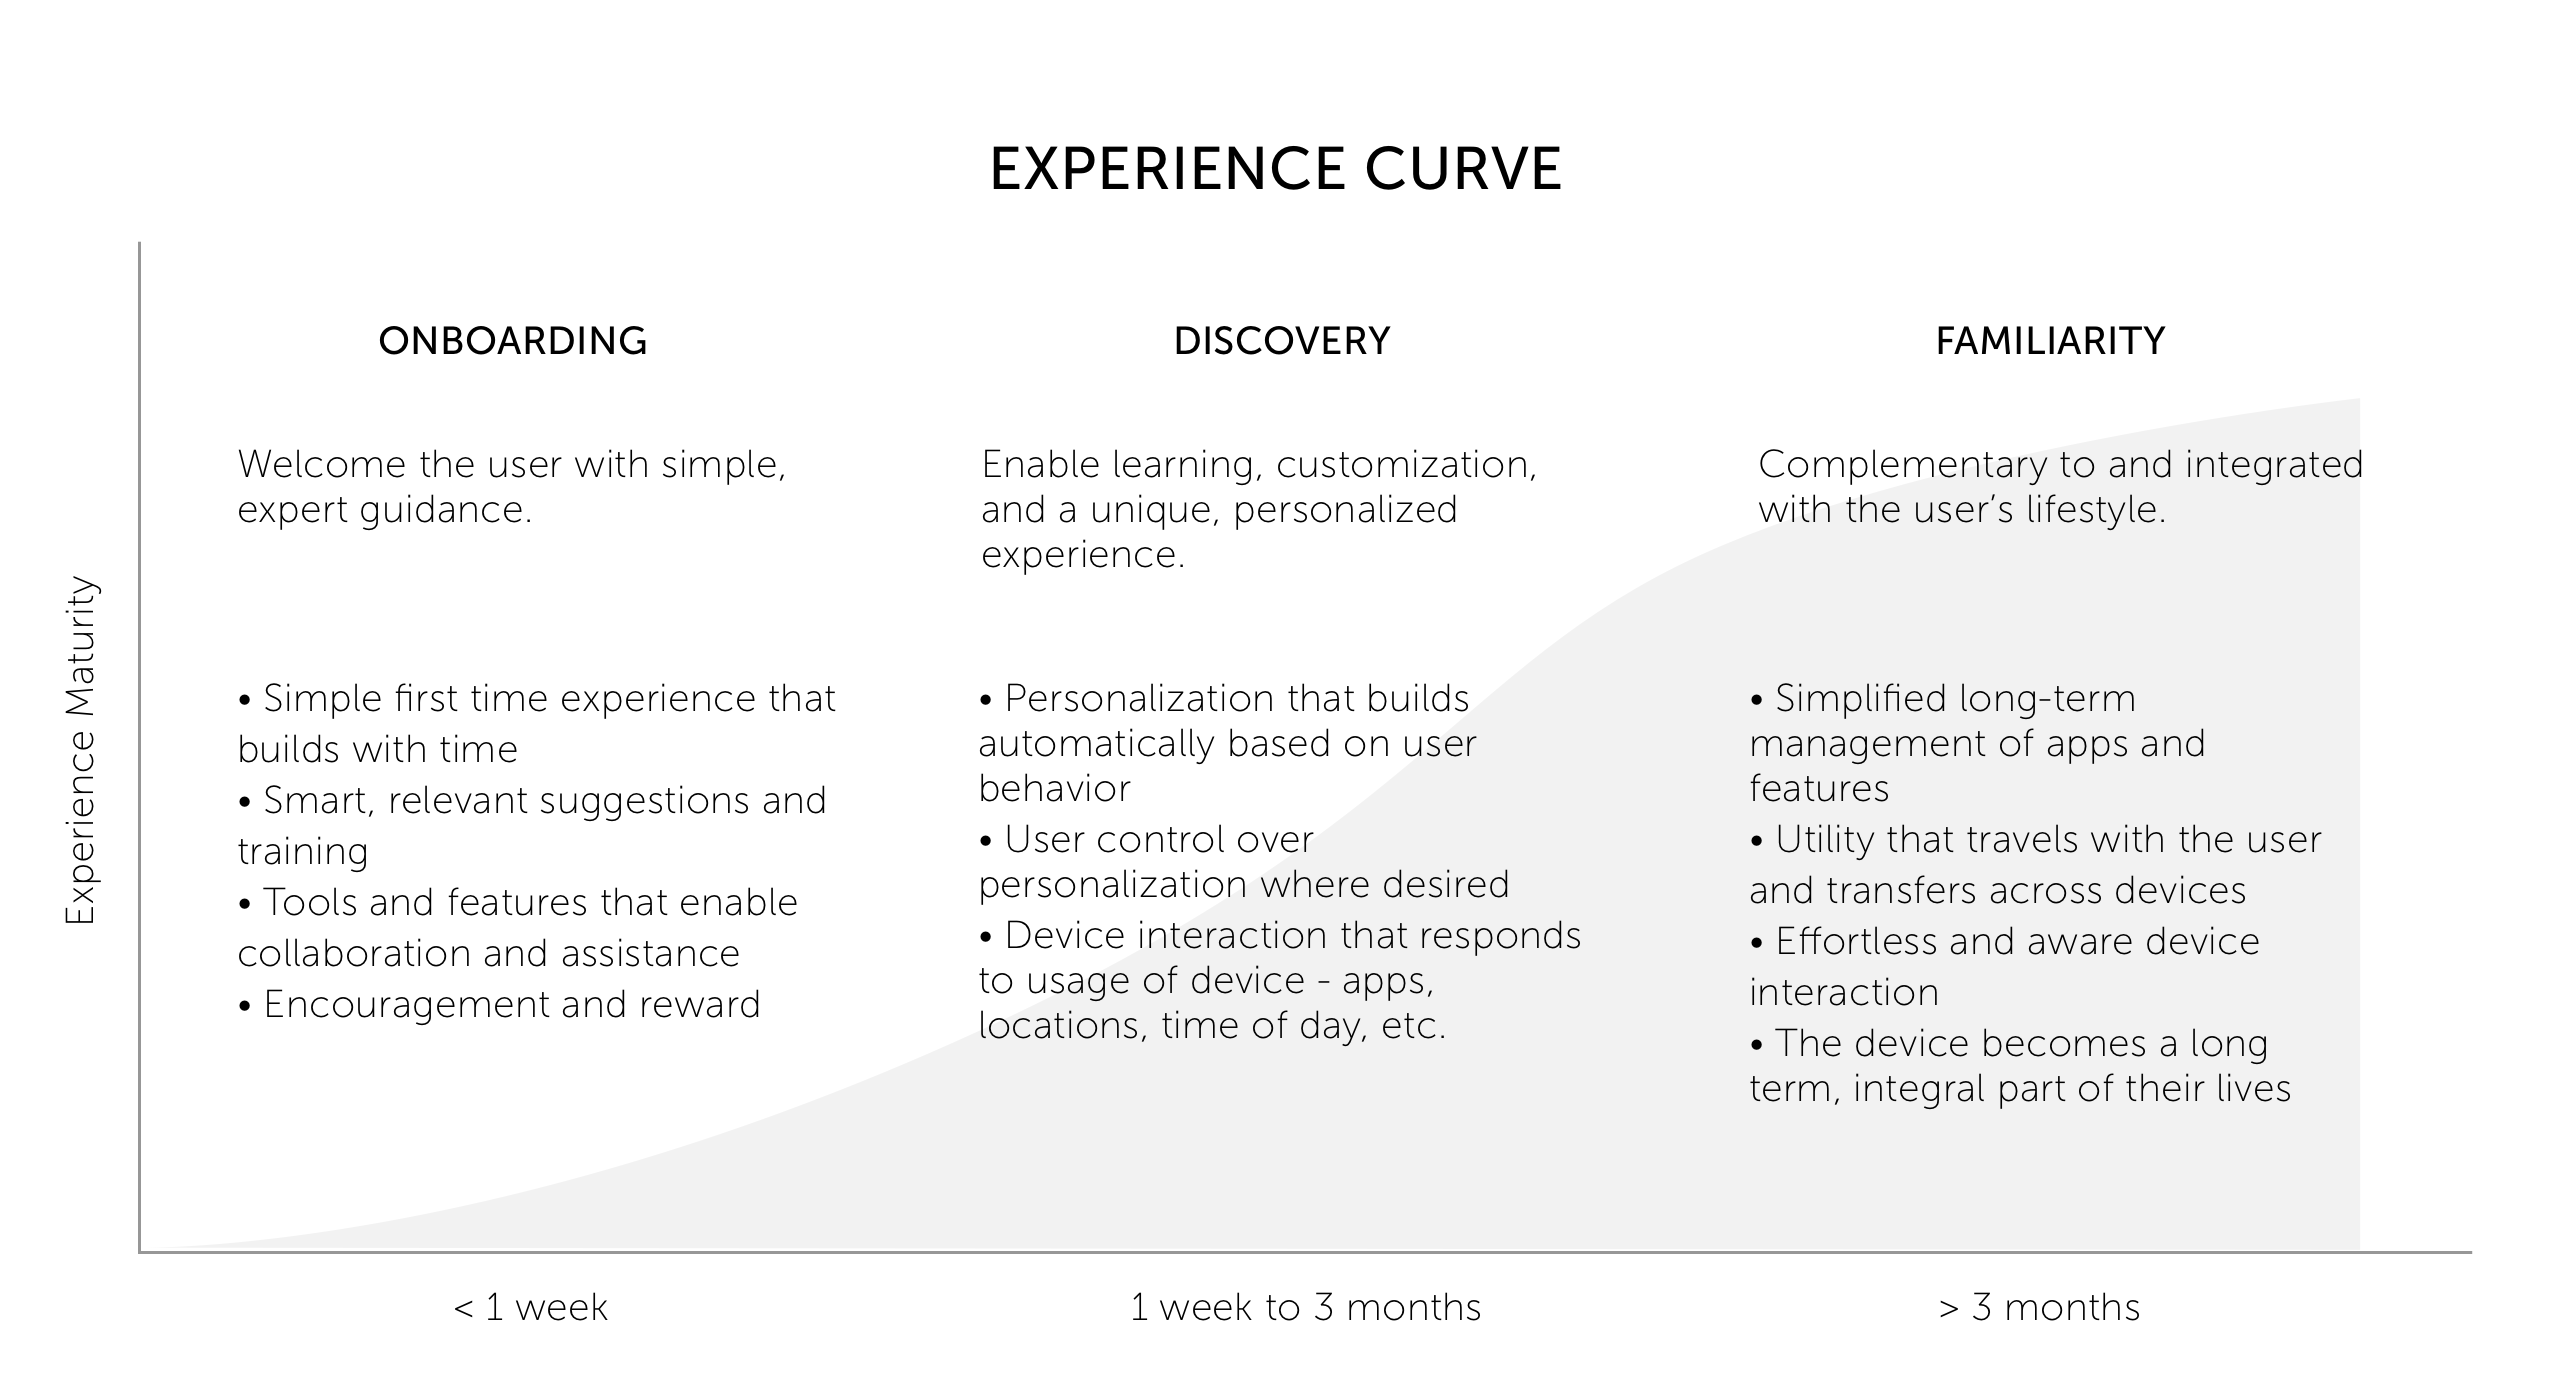 EXPERIENCE CURVE
Experience Maturity
ONBOARDING
Welcome the user with simple,
expert guidance.
• Simple first time experience that
builds with time
• Smart, relevant suggestions and
training
• Tools and features that enable
collaboration and assistance
• Encouragement and reward
< 1 week
DISCOVERY
Enable learning, customization,
and a unique, personalized
experience.
• Personalization that builds
automatically based on user
behavior
• User control over
personalization where desired
• Device interaction that responds
to usage of device - apps,
locations, time of day, etc.
1 week to 3 months
FAMILIARITY
Complementary to and integrated
with the user’s lifestyle.
• Simplified long-term
management of apps and
features
• Utility that travels with the user
and transfers across devices
• Effortless and aware device
interaction
• The device becomes a long
term, integral part of their lives
> 3 months